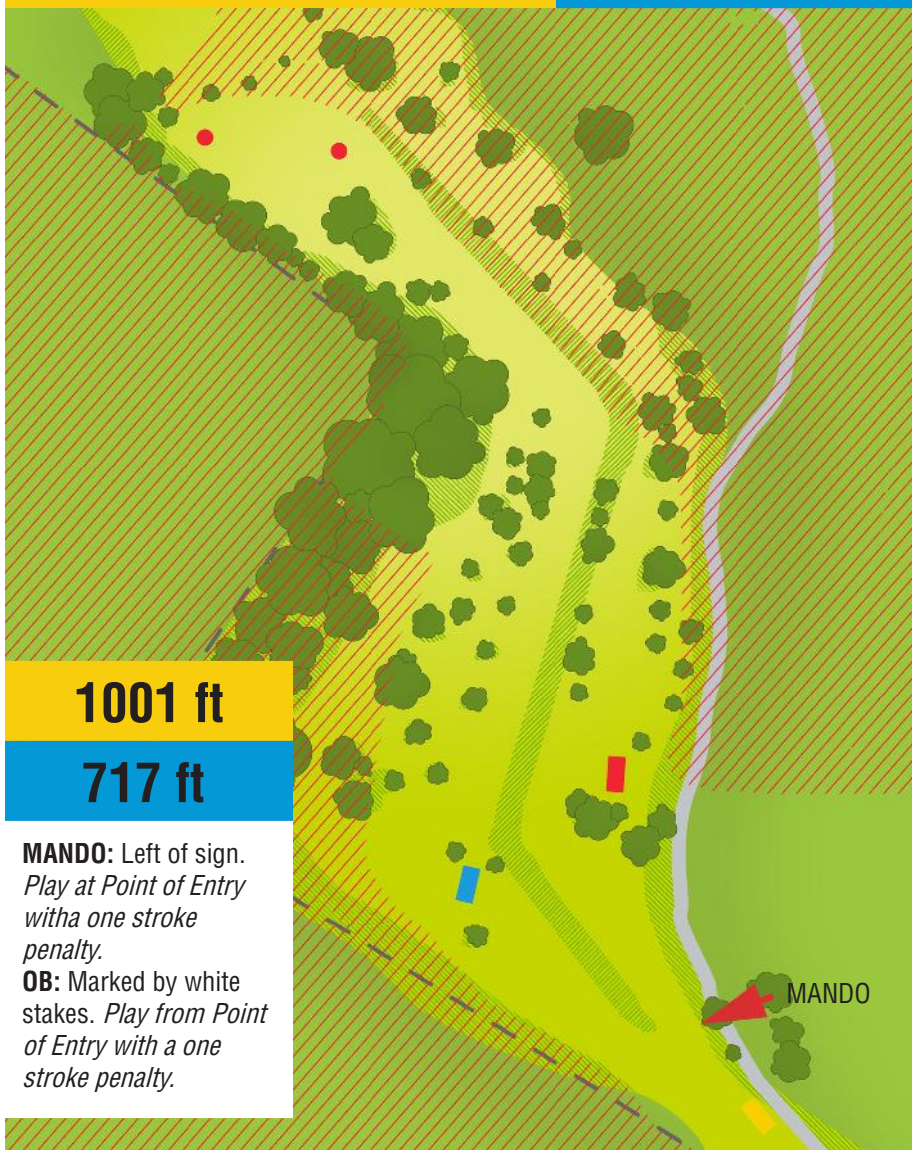 1001 ft
717 ft
MANDO: Left of sign.
Play at Point of Entry
witha one stroke
penalty.
OB: Marked by white
stakes. Play from Point
of Entry with a one
stroke penalty.
MANDO